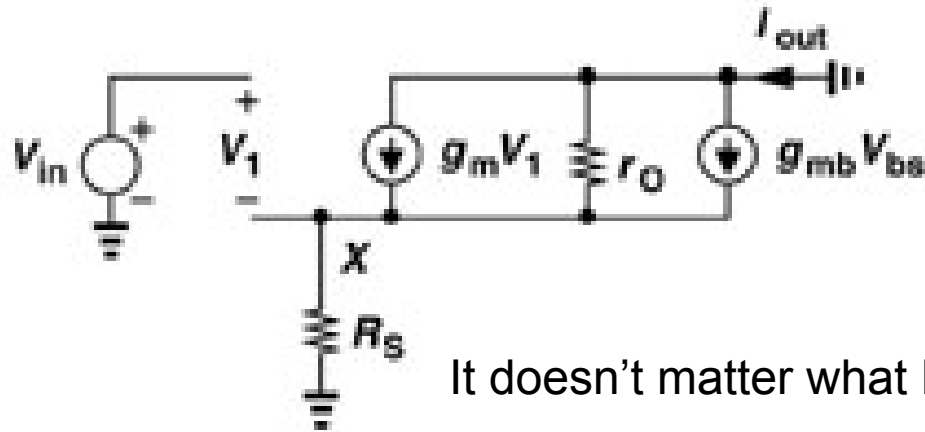 I out
+
+
V in
V 1
g m V 1
r O
g mb V bs
−
−
X
R S
It doesn’t matter what